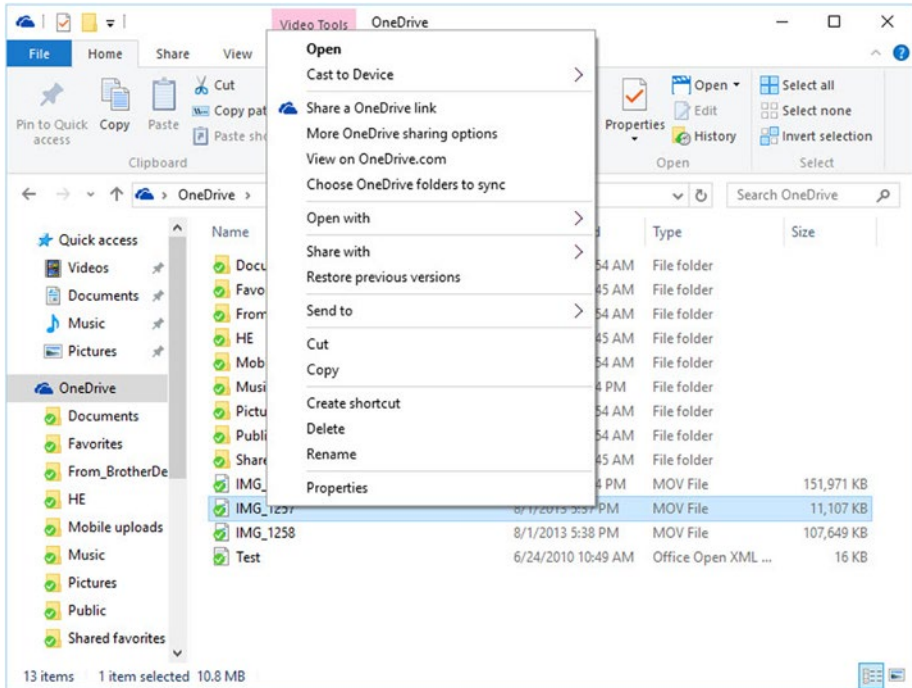 Video Tools OneDrive
File Home Share View
Pin to Quick access
Copy
Paste
Cut
Copy pat
Paste sho
Clipboard
Properties
Open
Edit
History
Open
Select all
Select none
Invert selection
Select
OneDrive
Search OneDrive
Quick access
Videos
Documents
Music
Pictures
OneDrive
Documents
Favorites
From_BrotherDe
HE
Mobile uploads
Music
Pictures
Public
Shared favorites
Open
Cast to Device
Share a OneDrive link
More OneDrive sharing options
View on OneDrive.com
Choose OneDrive folders to sync
Open with
Share with
Restore previous versions
Send to
Cut
Copy
Create shortcut
Delete
Rename
Properties
Name Type Size
Docu 54 AM File folder
Favo 45 AM File folder
From 54 AM File folder
HE 45 AM File folder
Mob 54 AM File folder
Musi 4 PM File folder
Pictu 54 AM File folder
Publi 54 AM File folder
Share 45 AM File folder
IMG_ 4 PM MOV File 151,971 KB
IMG_1257 8/1/2013 5:37 PM MOV File 11,107 KB
IMG_1258 8/1/2013 5:38 PM MOV File 107,649 KB
Test 6/24/2010 10:49 AM Office Open XML ... 16 KB
13 items 1 item selected 10.8 MB